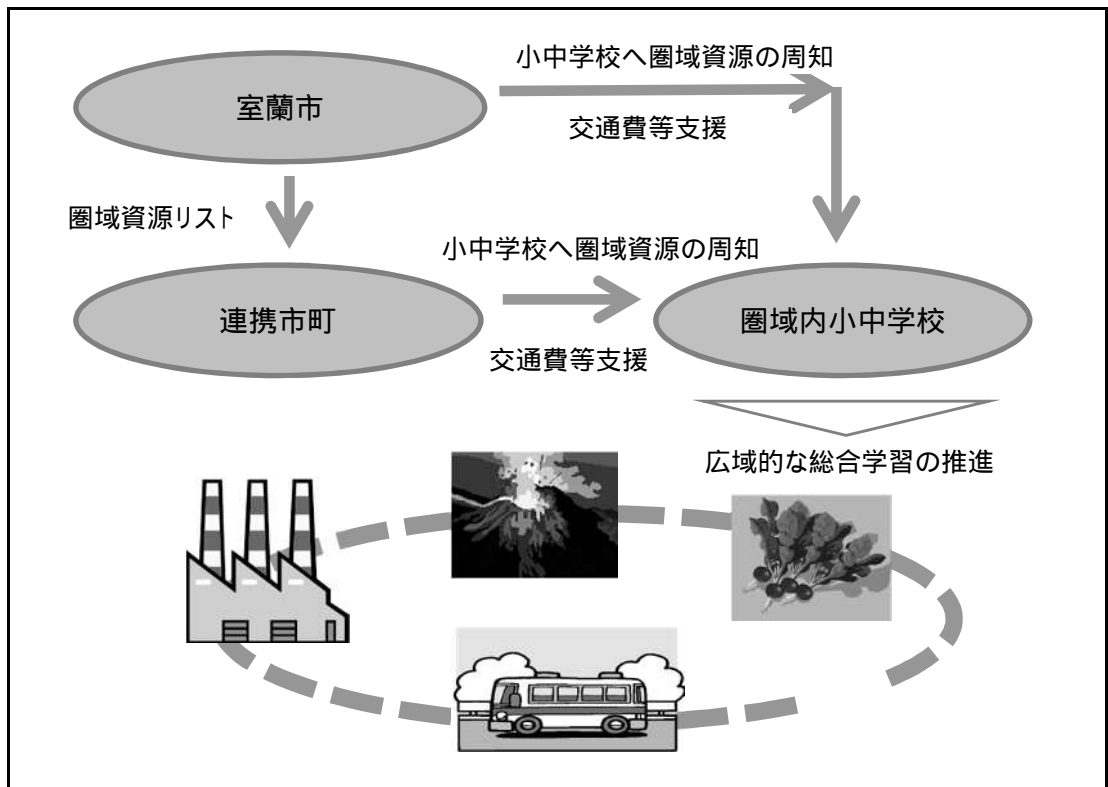 小中学校へ圏域資源の周知
室蘭市
交通費等支援
圏域資源リスト
小中学校へ圏域資源の周知
連携市町
圏域内小中学校
交通費等支援
広域的な総合学習の推進